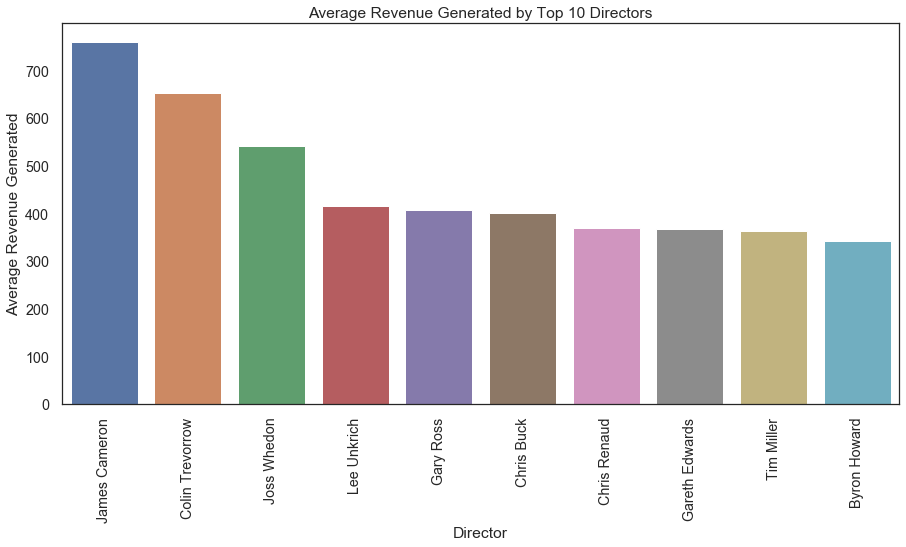 Average Revenue Generated by Top 10 Directors
Average Revenue Generated
700
600
500
400
300
200
100
0
James Cameron
Colin Trevorrow
Joss Whedon
Lee Unkrich
Gary Ross
Chris Buck
Chris Renaud
Gareth Edwards
Tim Miller
Byron Howard
Director